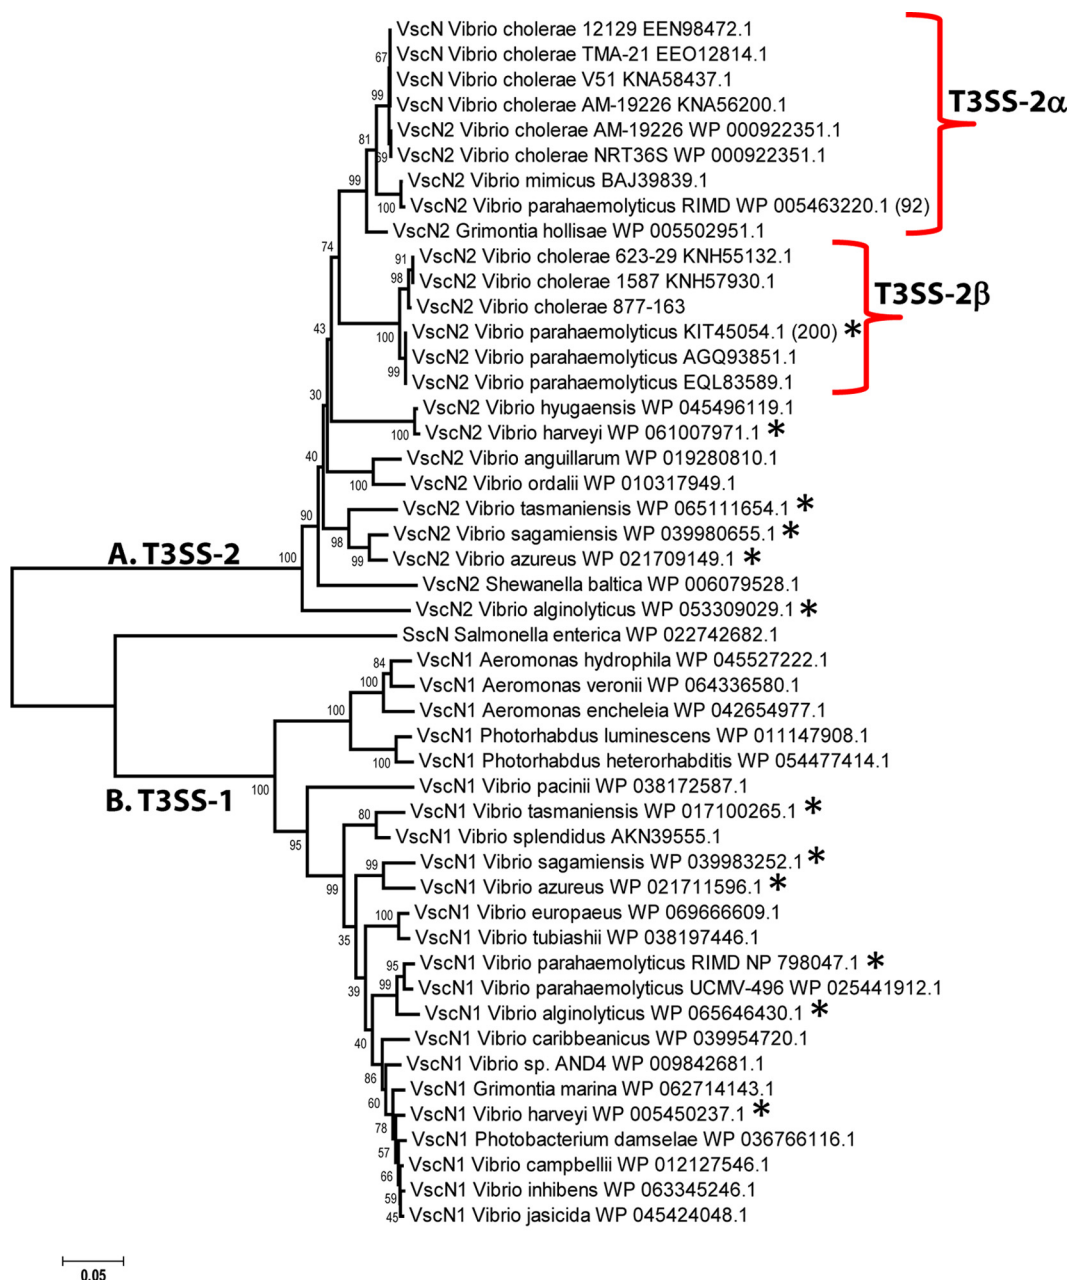 VscN Vibrio cholerae 12129 EEN98472.1
VscN Vibrio cholerae TMA-21 EEO12814.1
67
VscN Vibrio cholerae V51 KNA58437.1
99
VscN Vibrio cholerae AM-19226 KNA56200.1
T3SS-2α
VscN2 Vibrio cholerae AM-19226 WP 000922351.1
81
69
VscN2 Vibrio cholerae NRT36S WP 000922351.1
99
VscN2 Vibrio mimicus BAJ39839.1
100
VscN2 Vibrio parahaemolyticus RIMD WP 005463220.1 (92)
VscN2 Grimontia hollisae WP 005502951.1
74
91
VscN2 Vibrio cholerae 623-29 KNH55132.1
98
VscN2 Vibrio cholerae 1587 KNH57930.1
T3SS-2β
VscN2 Vibrio cholerae 877-163
43
100
VscN2 Vibrio parahaemolyticus KIT45054.1 (200) *
VscN2 Vibrio parahaemolyticus AGQ93851.1
99
VscN2 Vibrio parahaemolyticus EQL83589.1
30
VscN2 Vibrio hyugaensis WP 045496119.1
100
VscN2 Vibrio harveyi WP 061007971.1 *
40
VscN2 Vibrio anguillarum WP 019280810.1
100
VscN2 Vibrio ordalii WP 010317949.1
90
VscN2 Vibrio tasmaniensis WP 065111654.1 *
98
VscN2 Vibrio sagamiensis WP 039980655.1 *
A. T3SS-2
100
99
VscN2 Vibrio azureus WP 021709149.1 *
VscN2 Shewanella baltica WP 006079528.1
VscN2 Vibrio alginolyticus WP 053309029.1 *
SscN Salmonella enterica WP 022742682.1
84
VscN1 Aeromonas hydrophila WP 045527222.1
100
VscN1 Aeromonas veronii WP 064336580.1
100
VscN1 Aeromonas encheleia WP 042654977.1
VscN1 Photorhabdus luminescens WP 011147908.1
100
VscN1 Photorhabdus heterorhabditis WP 054477414.1
100
VscN1 Vibrio pacinii WP 038172587.1
B. T3SS-1
80
VscN1 Vibrio tasmaniensis WP 017100265.1 *
95
VscN1 Vibrio splendidus AKN39555.1
99
VscN1 Vibrio sagamiensis WP 039983252.1 *
99
VscN1 Vibrio azureus WP 021711596.1 *
100
VscN1 Vibrio europaeus WP 069666609.1
35
VscN1 Vibrio tubiashii WP 038197446.1
95
VscN1 Vibrio parahaemolyticus RIMD NP 798047.1 *
39
99
VscN1 Vibrio parahaemolyticus UCMV-496 WP 025441912.1
VscN1 Vibrio alginolyticus WP 065646430.1 *
40
VscN1 Vibrio caribbeanicus WP 039954720.1
86
VscN1 Vibrio sp. AND4 WP 009842681.1
60
VscN1 Grimontia marina WP 062714143.1
78
VscN1 Vibrio harveyi WP 005450237.1 *
57
VscN1 Photobacterium damselae WP 036766116.1
66
VscN1 Vibrio campbellii WP 012127546.1
59
VscN1 Vibrio inhibens WP 063345246.1
45
VscN1 Vibrio jasicida WP 045424048.1
0.05